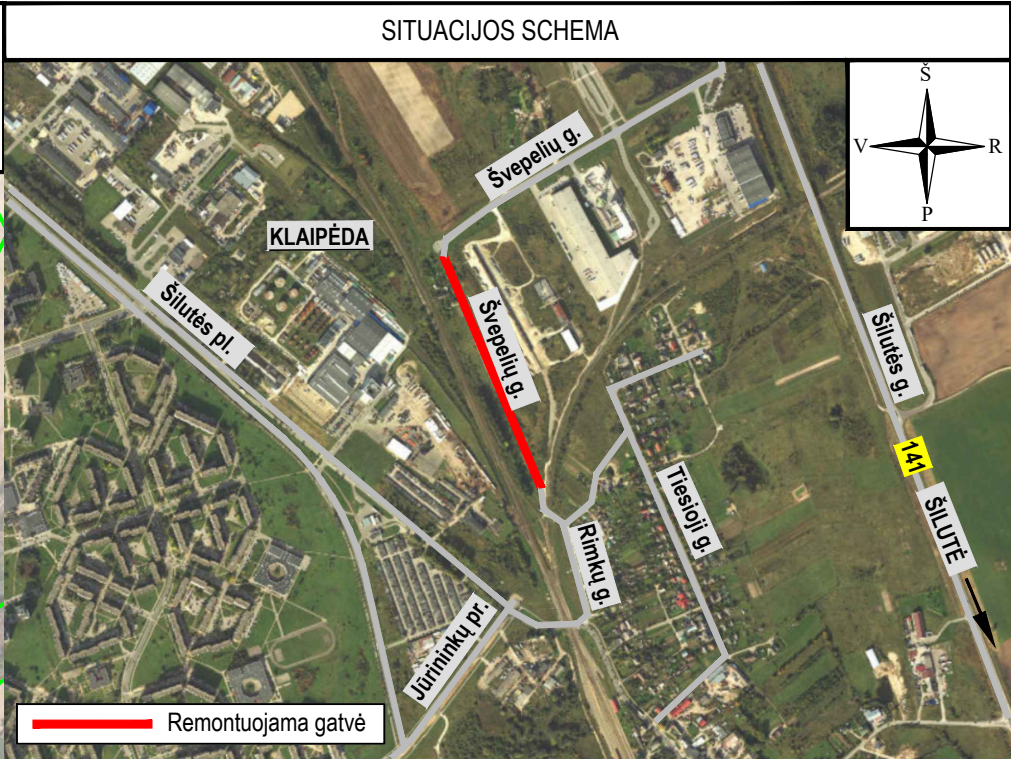 SITUACIJOS SCHEMA
Š
V
R
P
Švepelių g.
KLAIPĖDA
Šilutės pl.
Švepelių g.
Šilutės g.
141
ŠILUTĖ
Tiesioji g.
Rimkų g.
Jūrininkų pr.
Remontuojama gatvė